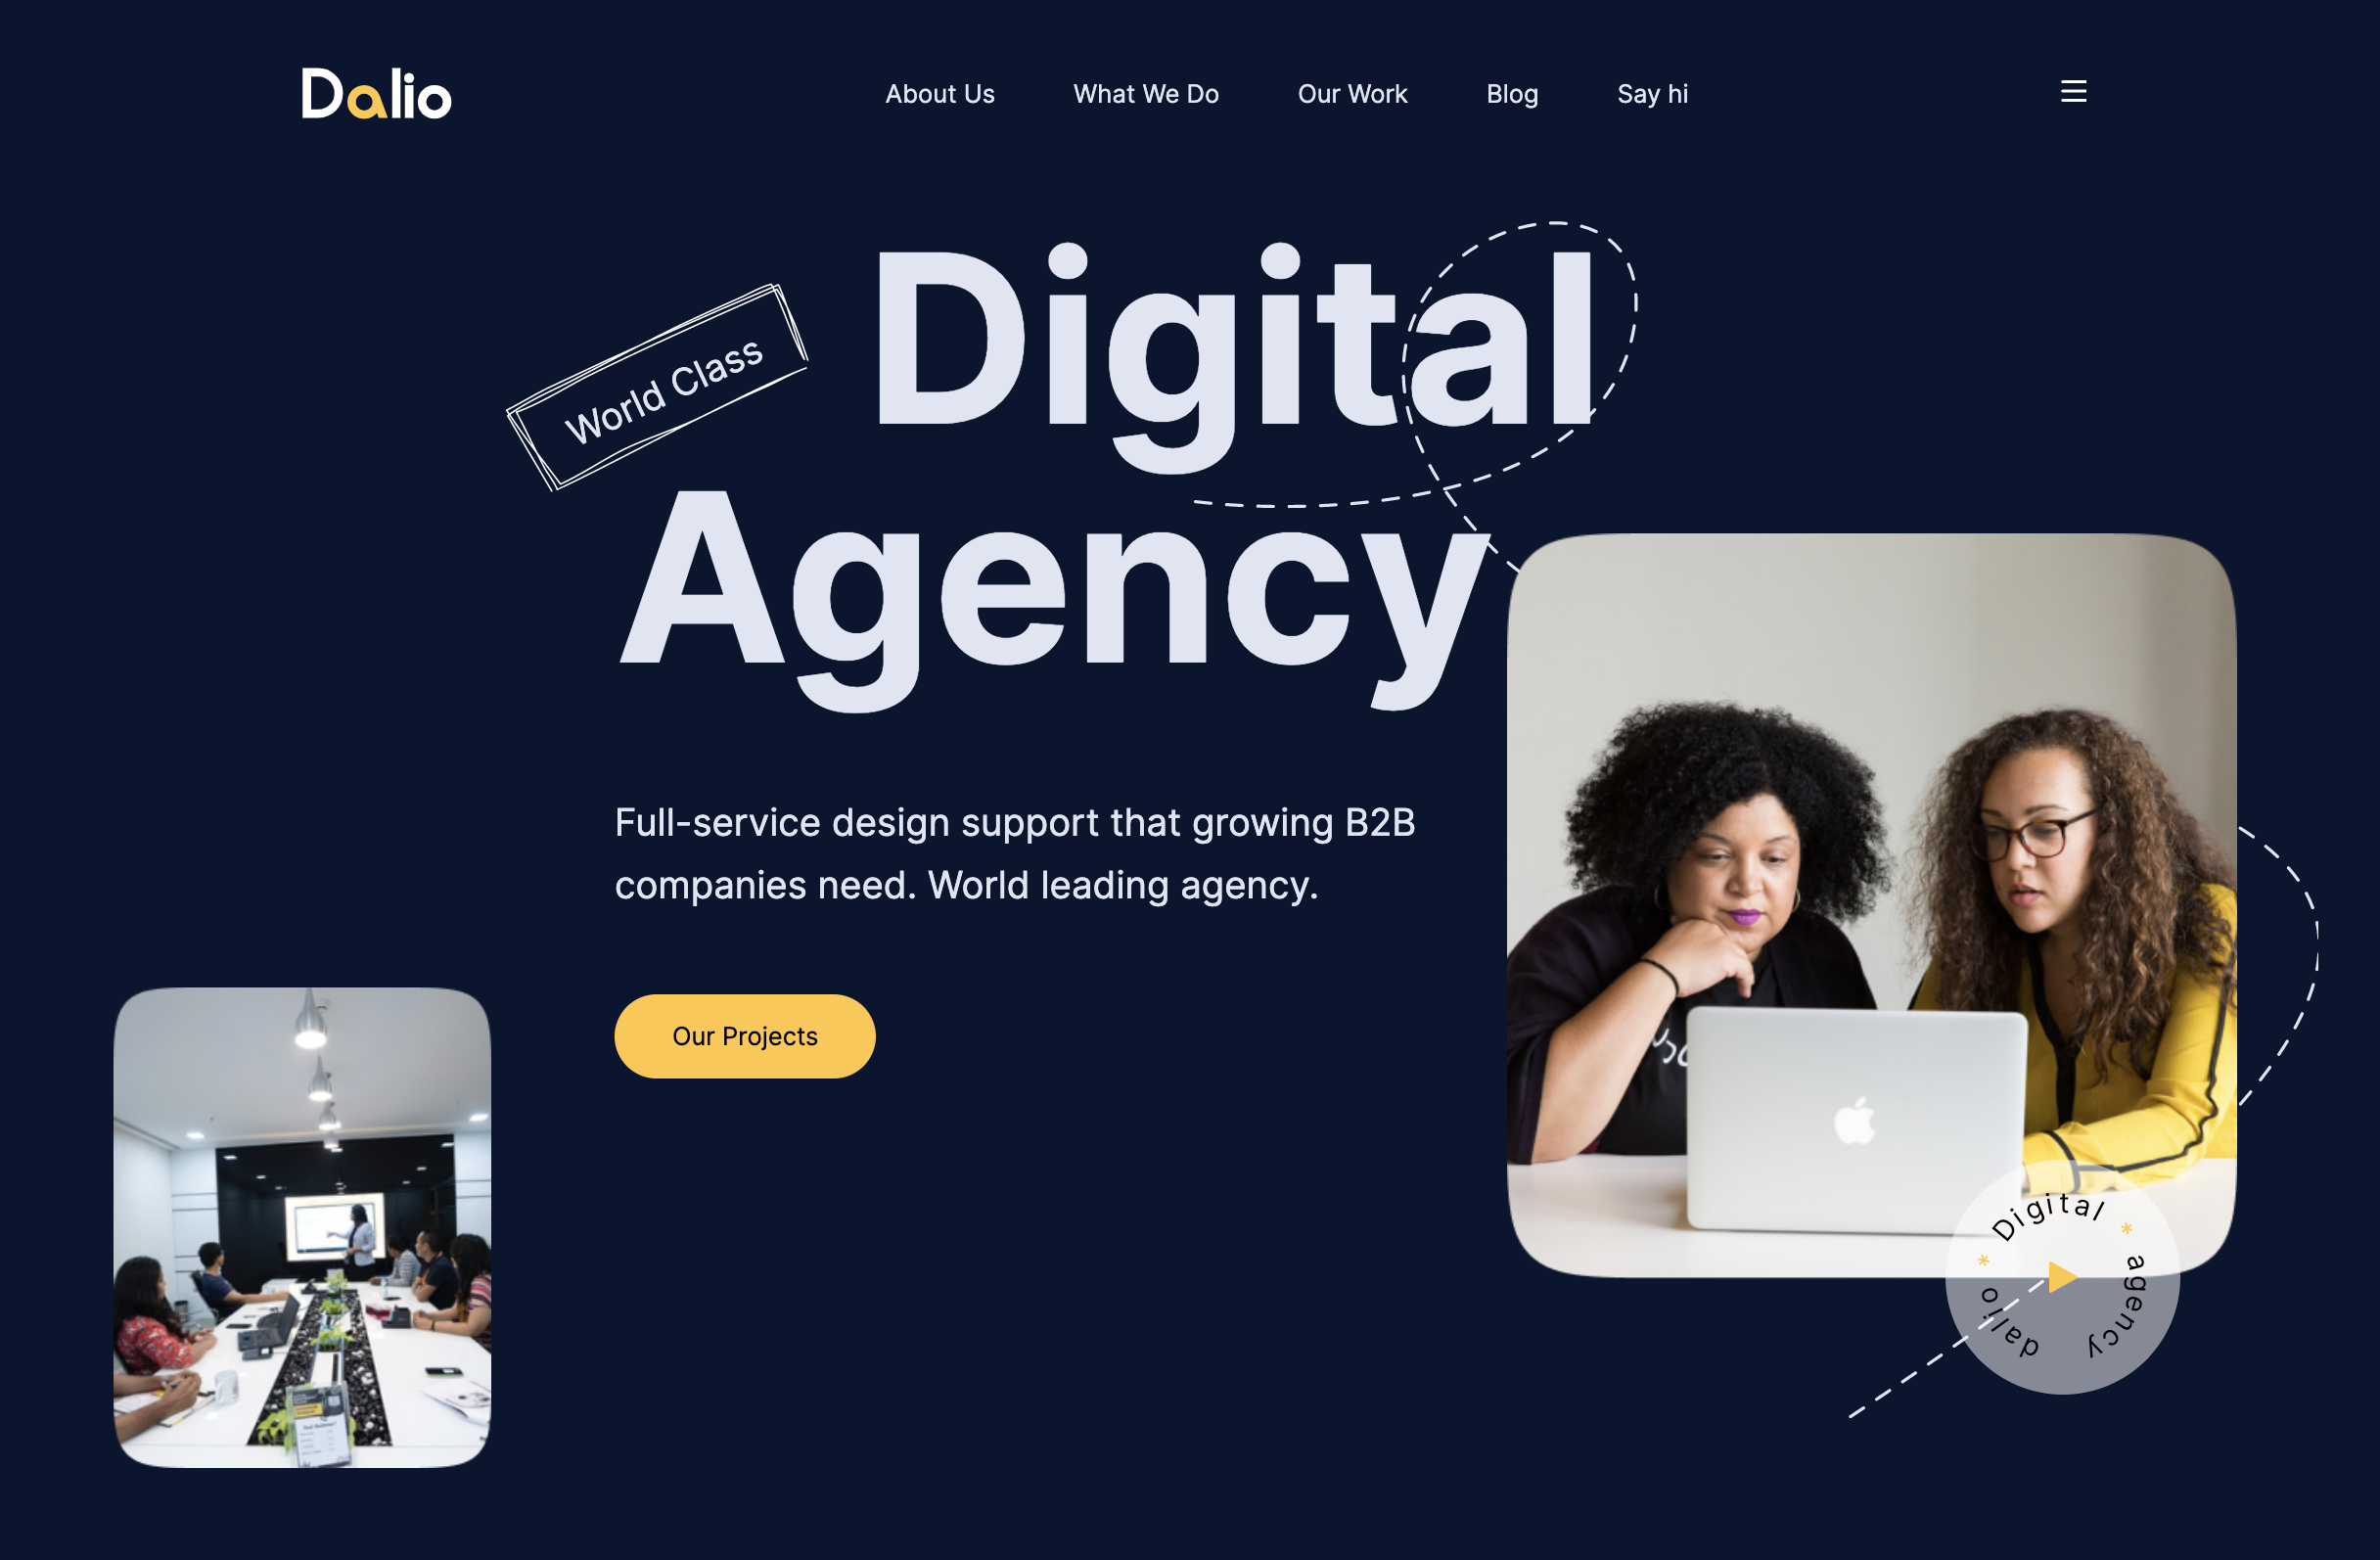 Dalio
About Us
What We Do
Our Work
Blog
Say hi
World Class
Digital
Agency
Full-service design support that growing B2B
companies need. World leading agency.
Our Projects
Digital * agency dalio *